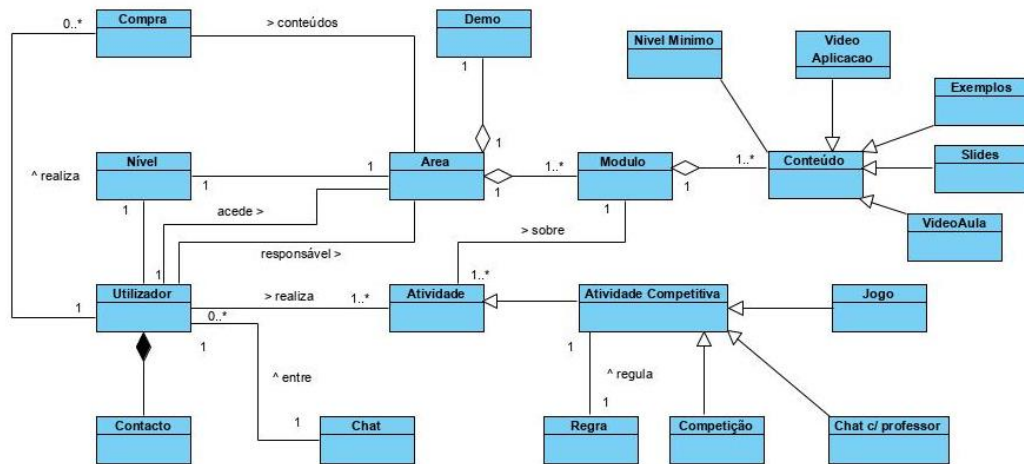 0..*
Compra
> conteúdos
Demo
1
Nivel Minimo
Video
Aplicacao
Exemplos
^ realiza
Nível
1
1
Area
1
1
1..*
Modulo
1
1..*
Conteúdo
Slides
VideoAula
1
acede >
1
> sobre
responsável >
1
1..*
Utilizador
1
> realiza
1..*
Atividade
Atividade Competitiva
Jogo
0..*
1
1
^ entre
^ regula
1
1
Contacto
Chat
Regra
Competição
Chat c/ professor